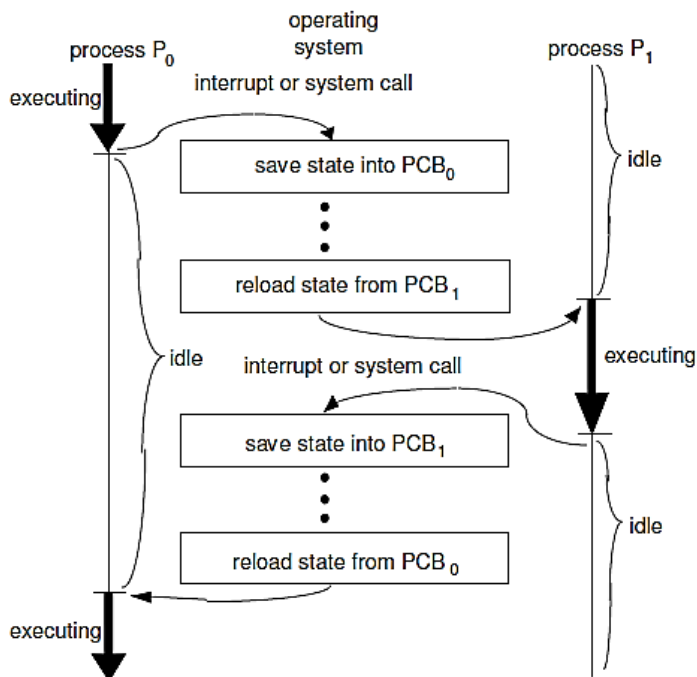 operating
system
process P₀
process P₁
interrupt or system call
executing
save state into PCB₀
idle
reload state from PCB₁
idle
interrupt or system call
executing
save state into PCB₁
idle
reload state from PCB₀
executing